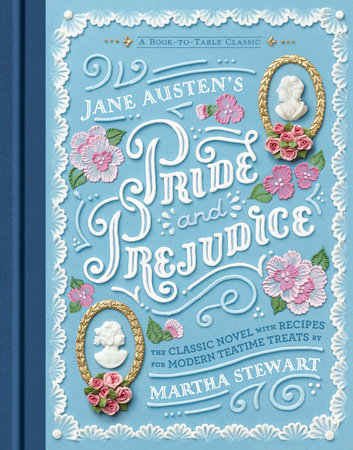 A Book-to-Table Classic
JANE AUSTEN'S
PRIDE
and
PREJUDICE
THE CLASSIC NOVEL WITH RECIPES
FOR MODERN TEATIME TREATS BY
MARTHA STEWART